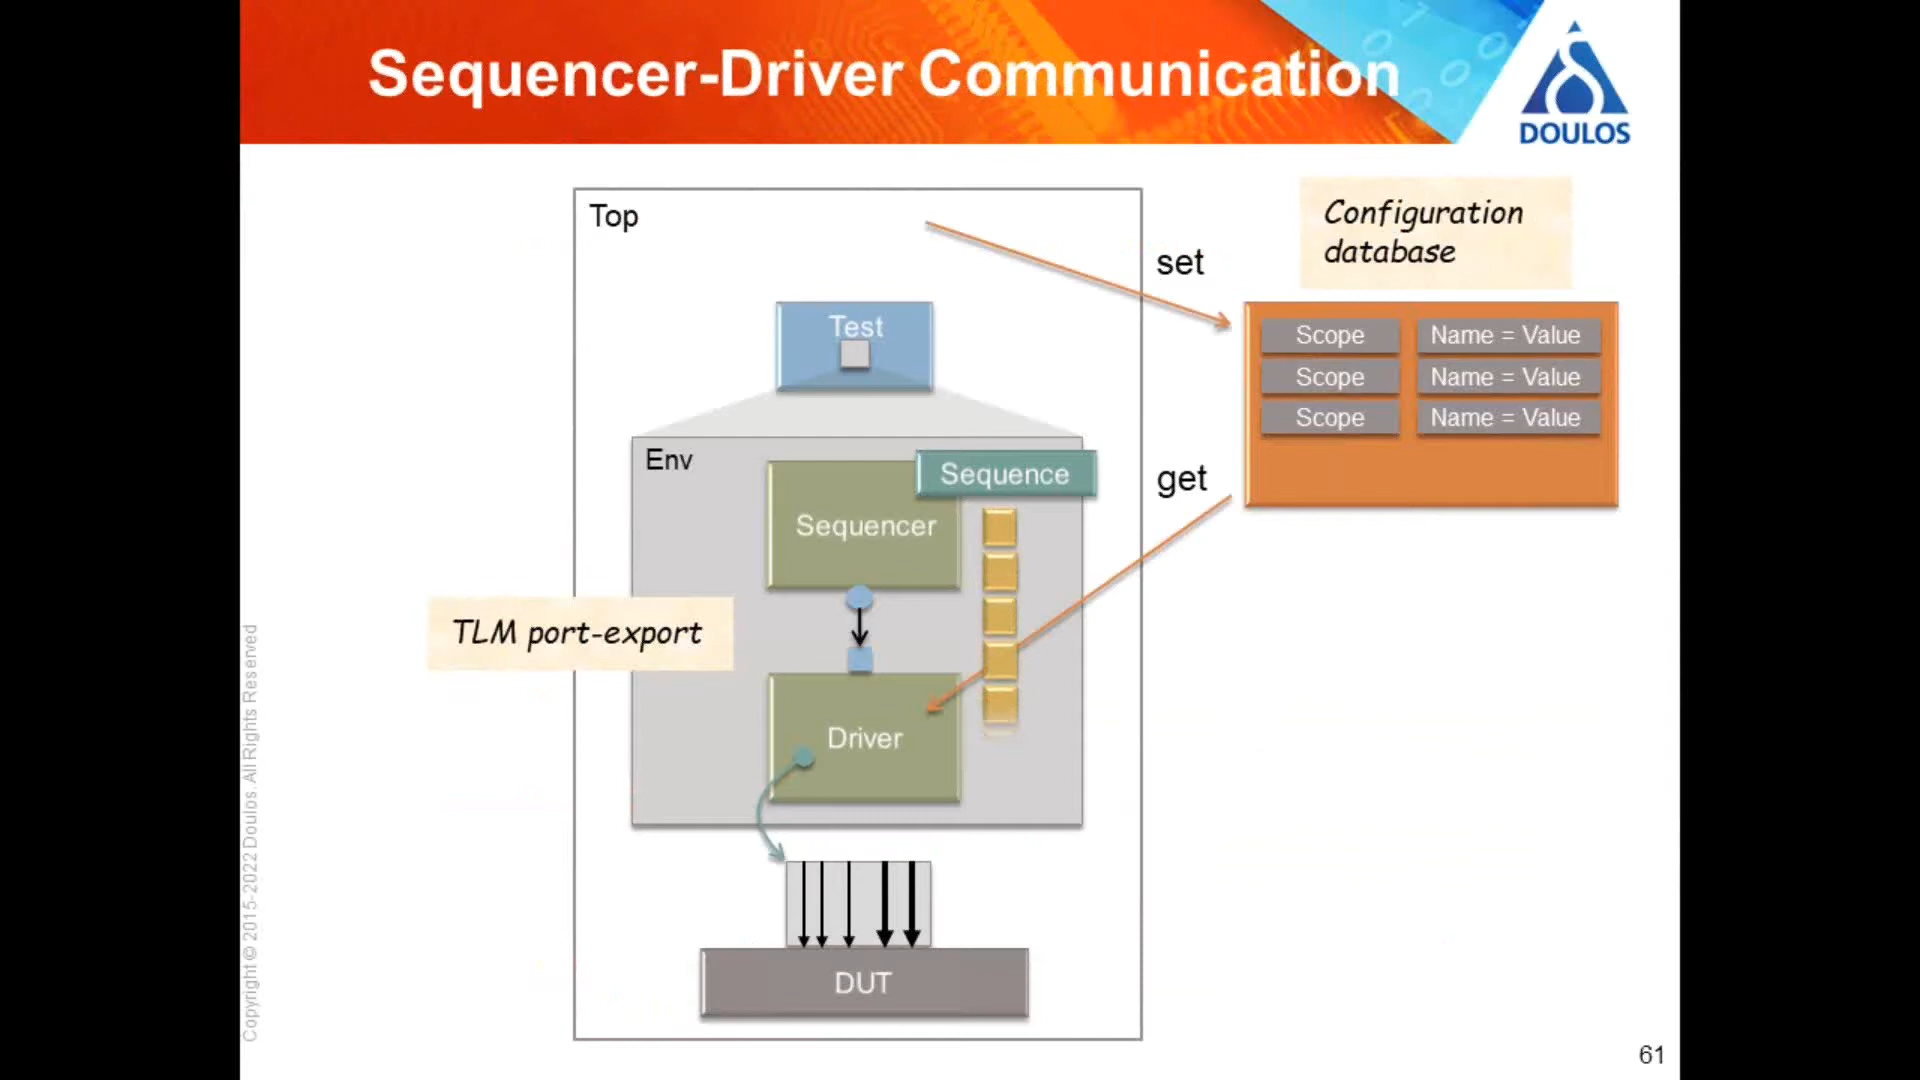 Sequencer-Driver Communication
DOULOS
Top
set
Configuration
database
Test
Scope
Name = Value
Scope
Name = Value
Scope
Name = Value
Env
Sequence
get
Sequencer
TLM port-export
Driver
DUT
Copyright © 2015-2022 Doulos. All Rights Reserved
61